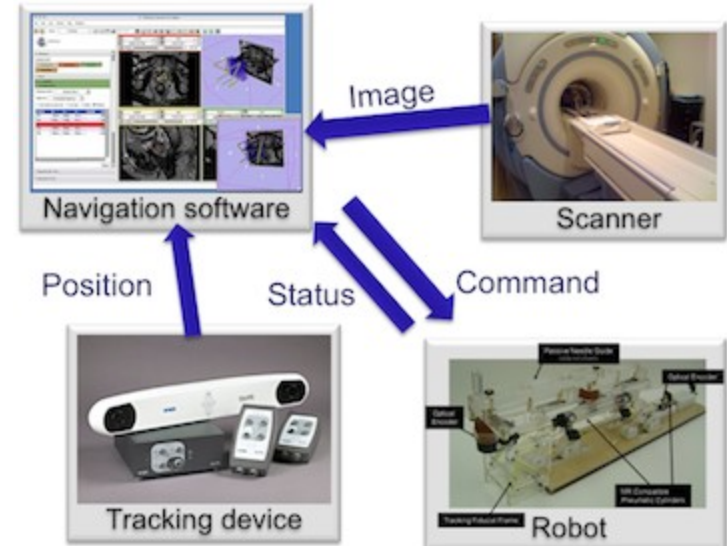 Image
Navigation software
Scanner
Position
Status
Command
Passive Needle Guide
Optical Encoder
Optical
Encoder
MR-Compatible
Pneumatic Cylinders
Tracking Fiducial Frame
Tracking device
Robot